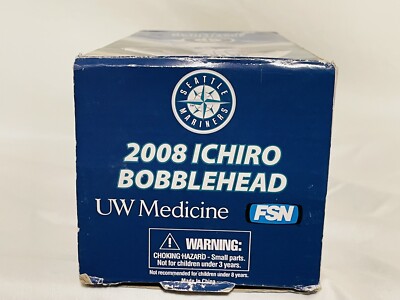 SEATTLE
MARINERS
2008 ICHIRO
BOBBLEHEAD
UW Medicine FSN
WARNING:
CHOKING HAZARD - Small parts.
Not for children under 3 years.
Not recommended for children under 8 years.
Made in China